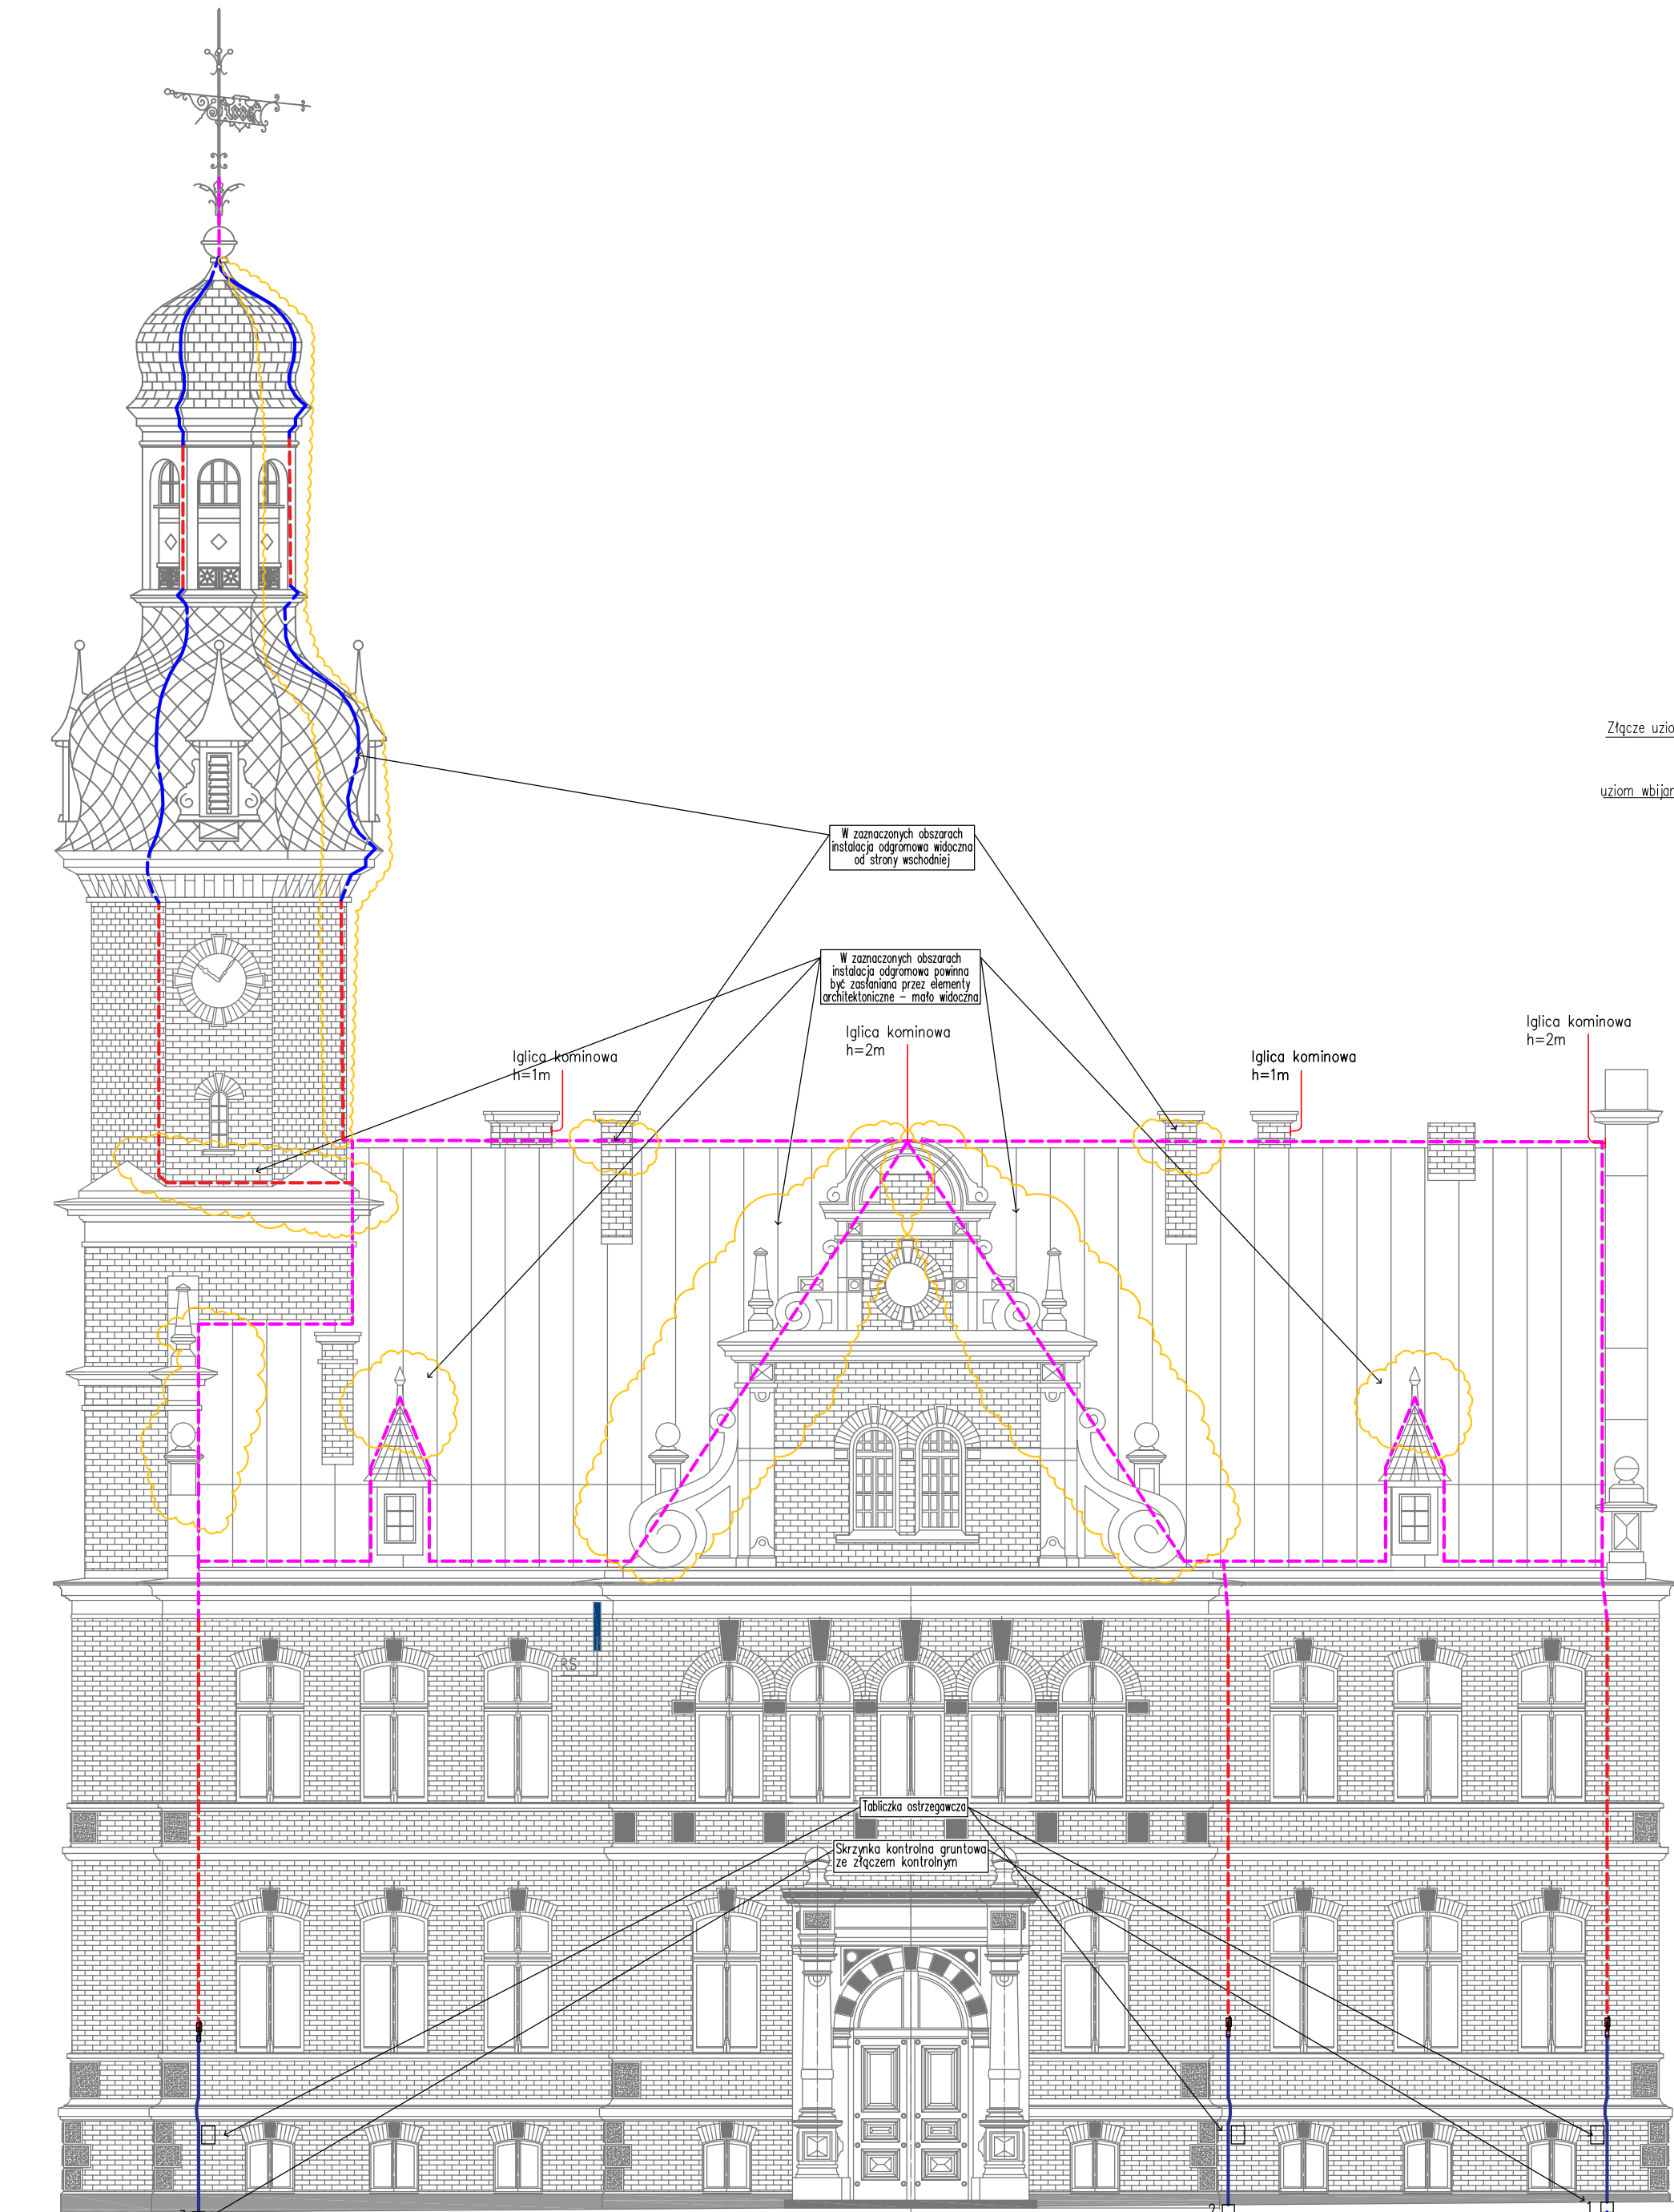 Złącze uzio
uziom wbijan
W zaznaczonych obszarach
instalacja odgromowa widoczna
od strony wschodniej
W zaznaczonych obszarach
instalacja odgromowa powinna
być zasłaniana przez elementy
architektoniczne – mało widoczna
Iglica kominowa
h=2m
Iglica kominowa
h=2m
Iglica kominowa
h=1m
Iglica kominowa
h=1m
RS
Tabliczka ostrzegawcza
Skrzynka kontrolna gruntowa
ze złączem kontrolnym
2
1